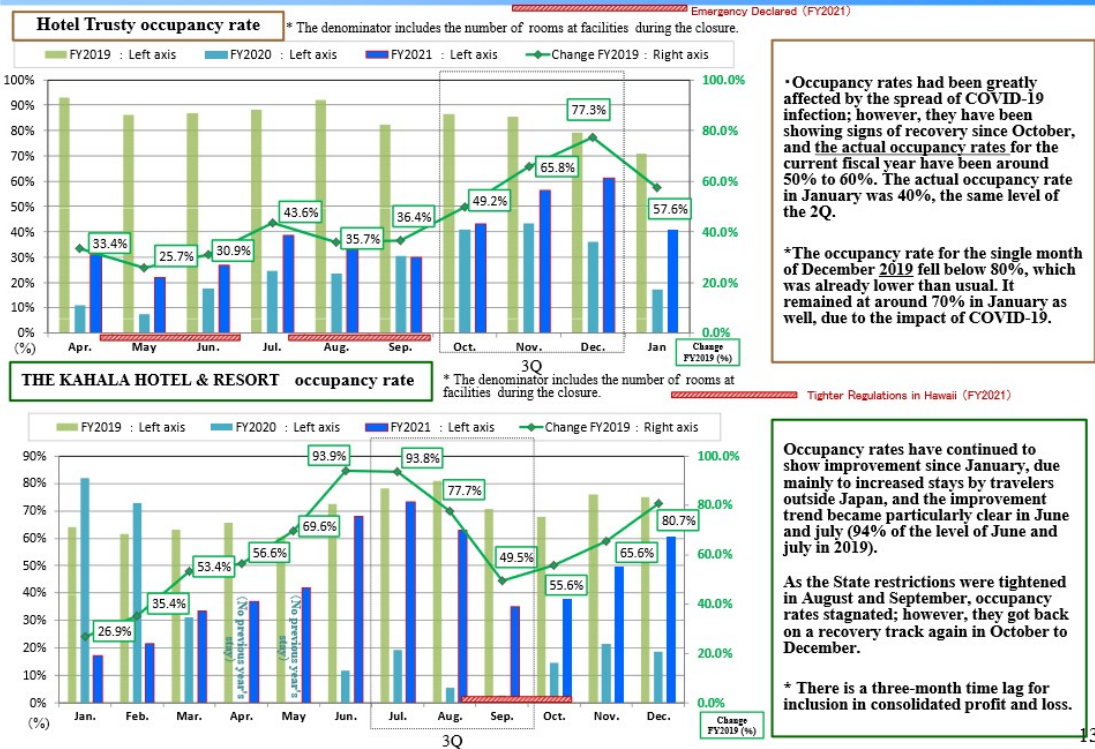 Emergency Declared (FY2021)
Hotel Trusty occupancy rate
* The denominator includes the number of rooms at facilities during the closure.
FY2019 : Left axis
FY2020 : Left axis
FY2021 : Left axis
Change FY2019 : Right axis
100%
90%
80%
70%
60%
50%
40%
30%
20%
10%
0%
(%)
100.0%
80.0%
60.0%
40.0%
20.0%
0.0%
33.4%
25.7%
30.9%
43.6%
35.7%
36.4%
49.2%
65.8%
77.3%
57.6%
Apr.
May
Jun.
Jul.
Aug.
Sep.
Oct.
Nov.
Dec.
Jan
3Q
Change
FY2019 (%)
・Occupancy rates had been greatly
affected by the spread of COVID-19
infection; however, they have been
showing signs of recovery since October,
and the actual occupancy rates for the
current fiscal year have been around
50% to 60%. The actual occupancy rate
in January was 40%, the same level of
the 2Q.
*The occupancy rate for the single month
of December 2019 fell below 80%, which
was already lower than usual. It
remained at around 70% in January as
well, due to the impact of COVID-19.
THE KAHALA HOTEL & RESORT occupancy rate
* The denominator includes the number of rooms at
facilities during the closure.
Tighter Regulations in Hawaii (FY2021)
FY2019 : Left axis
FY2020 : Left axis
FY2021 : Left axis
Change FY2019 : Right axis
90%
80%
70%
60%
50%
40%
30%
20%
10%
0%
(%)
100.0%
80.0%
60.0%
40.0%
20.0%
0.0%
26.9%
35.4%
53.4%
56.6%
69.6%
93.9%
93.8%
77.7%
49.5%
55.6%
65.6%
80.7%
(No previous year's
stay)
(No previous year's
stay)
Jan.
Feb.
Mar.
Apr.
May
Jun.
Jul.
Aug.
Sep.
Oct.
Nov.
Dec.
3Q
Change
FY2019 (%)
Occupancy rates have continued to
show improvement since January, due
mainly to increased stays by travelers
outside Japan, and the improvement
trend became particularly clear in June
and july (94% of the level of June and
july in 2019).
As the State restrictions were tightened
in August and September, occupancy
rates stagnated; however, they got back
on a recovery track again in October to
December.
* There is a three-month time lag for
inclusion in consolidated profit and loss.
13